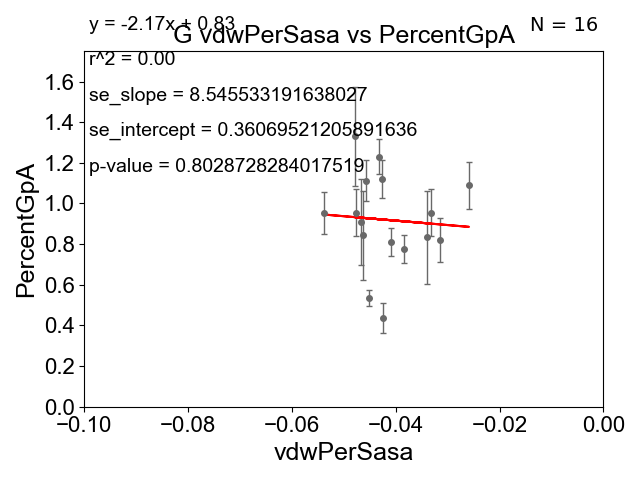 y = -2.17x + 0.83
N = 16
G vdwPerSasa vs PercentGpA
r^2 = 0.00
se_slope = 8.545533191638027
se_intercept = 0.36069521205891636
p-value = 0.8028728284017519
PercentGpA
1.6
1.4
1.2
1.0
0.8
0.6
0.4
0.2
0.0
−0.10
−0.08
−0.06
−0.04
−0.02
0.00
vdwPerSasa